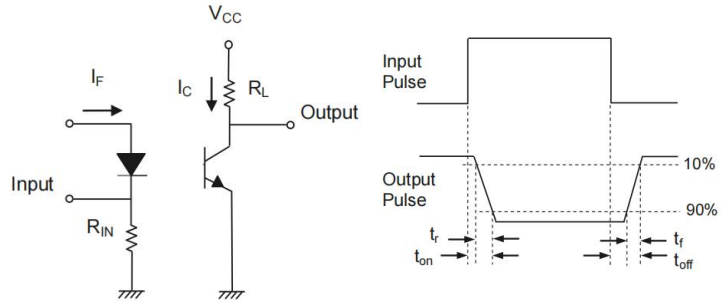 V_CC
I_F
I_C
R_L
Output
Input
R_IN
Input
Pulse
Output
Pulse
10%
90%
t_r
t_f
t_on
t_off